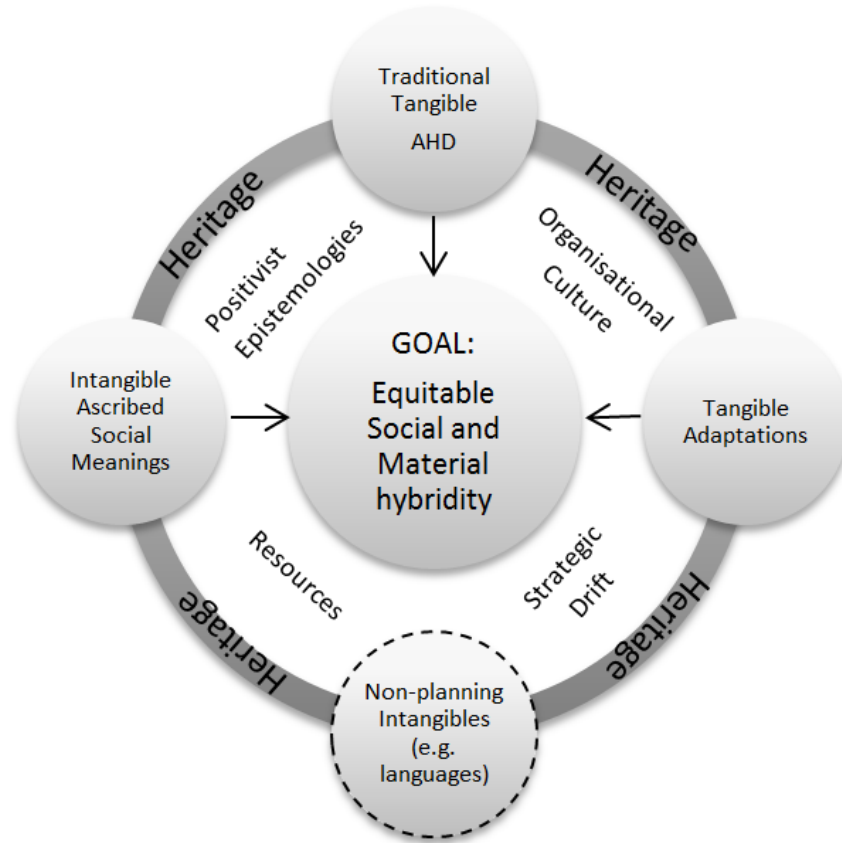 Traditional
Tangible
AHD
Heritage
Heritage
Positivist
Epistemologies
Organisational
Culture
GOAL:
Equitable
Social and
Material
hybridity
Intangible
Ascribed
Social
Meanings
Tangible
Adaptations
Resources
Strategic
Drift
Heritage
Heritage
Non-planning
Intangibles
(e.g.
languages)